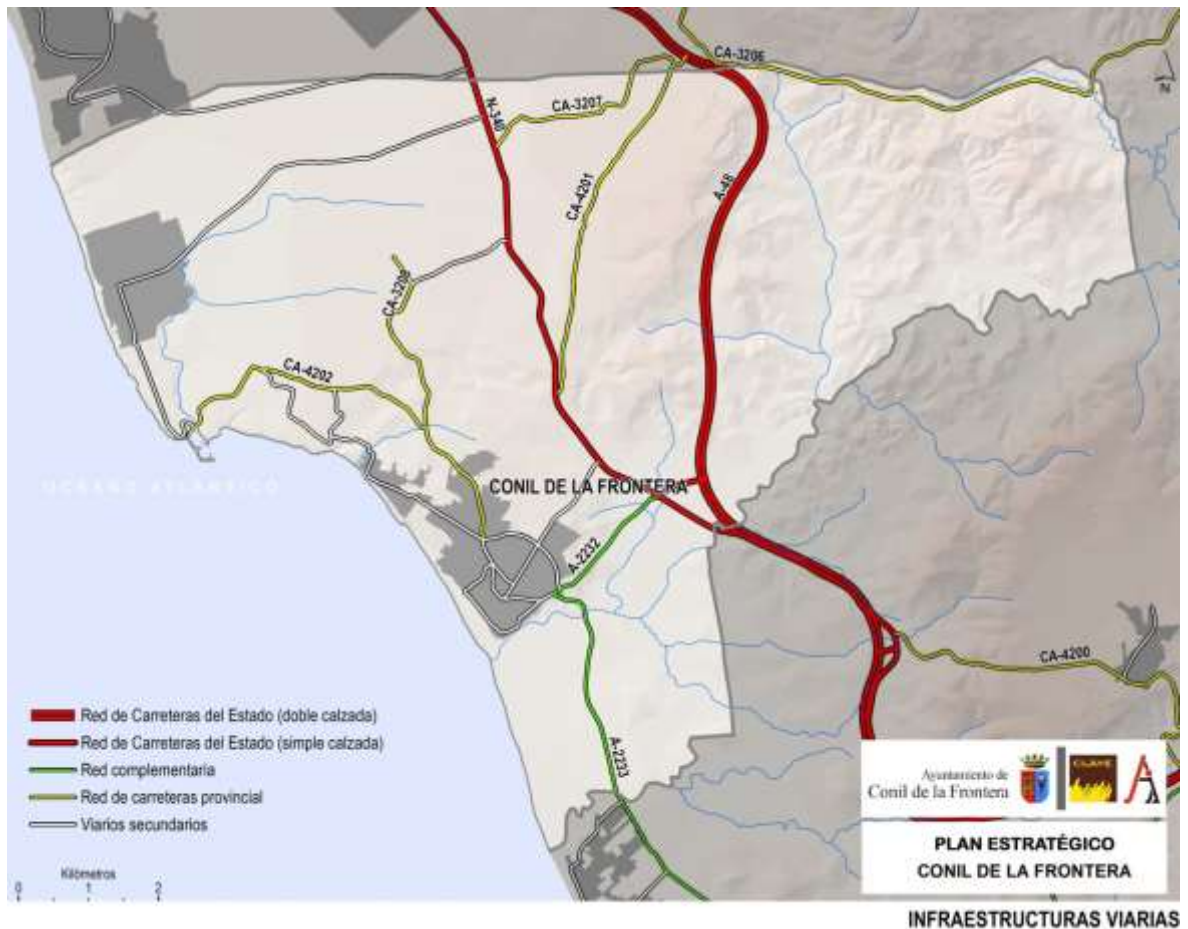 CA-3206
N
CA-3207
N-340
CA-4201
A-48
CA-3208
CA-4202
OCÉANO ATLÁNTICO
CONIL DE LA FRONTERA
A-2232
CA-4200
A-2233
Red de Carreteras del Estado (doble calzada)
Red de Carreteras del Estado (simple calzada)
Red complementaria
Red de carreteras provincial
Viarios secundarios
Kilómetros
0 1 2
Ayuntamiento de
Conil de la Frontera
CLAVE
PLAN ESTRATÉGICO
CONIL DE LA FRONTERA
INFRAESTRUCTURAS VIARIAS